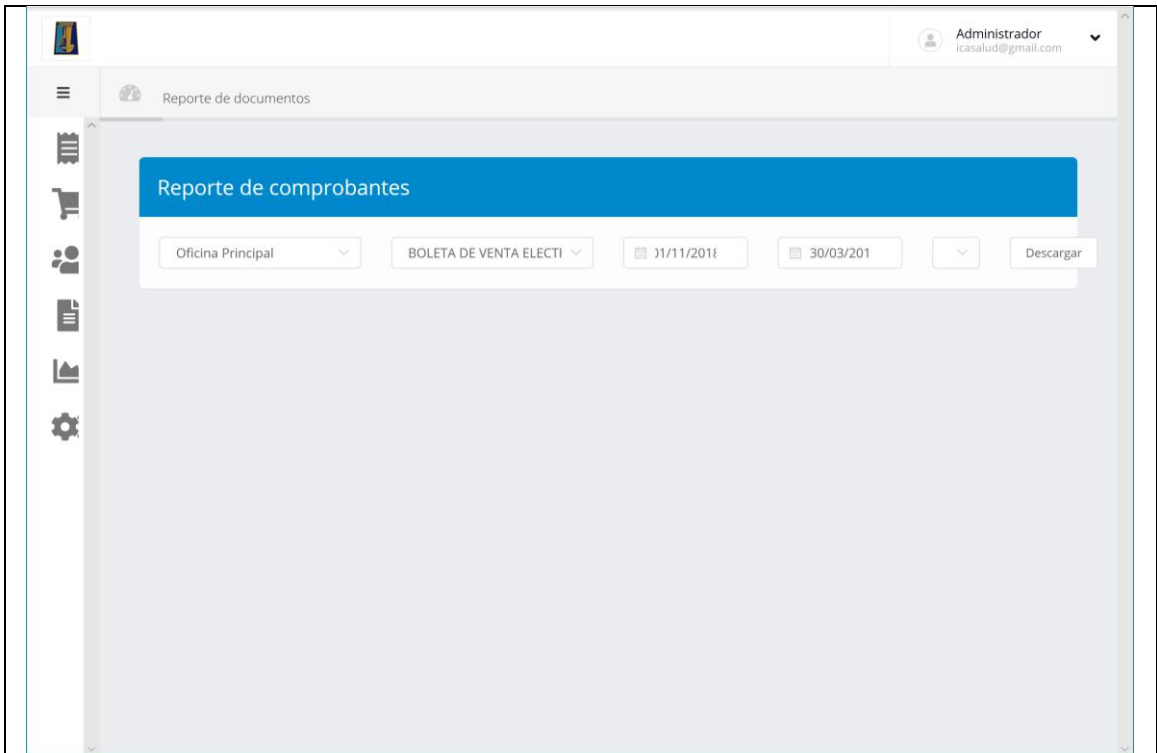 Administrador
icasalud@gmail.com
Reporte de documentos
Reporte de comprobantes
Oficina Principal
BOLETA DE VENTA ELECTI
01/11/2018
30/03/201
Descargar